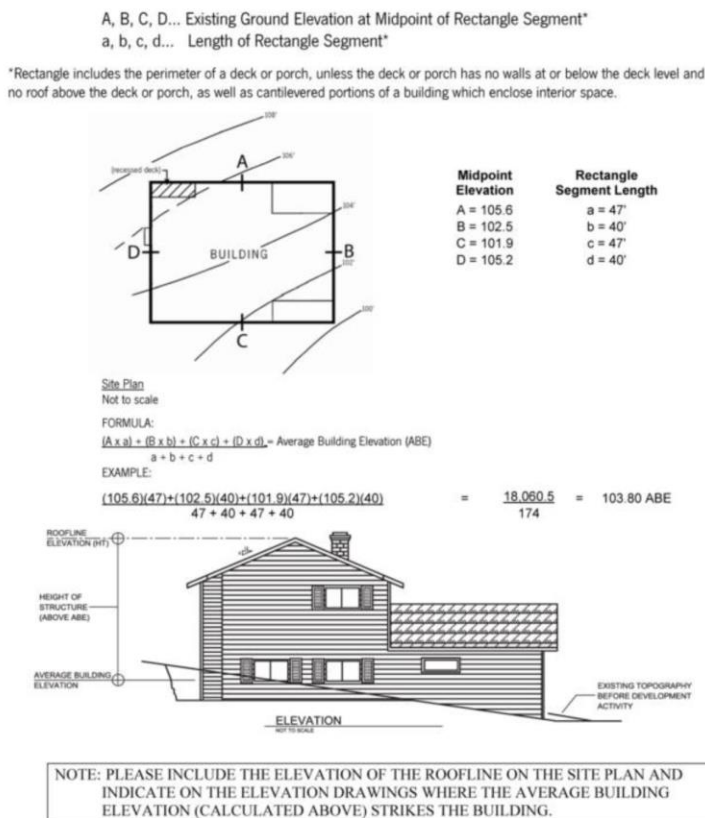 A, B, C, D... Existing Ground Elevation at Midpoint of Rectangle Segment*
a, b, c, d... Length of Rectangle Segment*
*Rectangle includes the perimeter of a deck or porch, unless the deck or porch has no walls at or below the deck level and
no roof above the deck or porch, as well as cantilevered portions of a building which enclose interior space.
108'
(recessed deck)
A
106'
104'
D
BUILDING
B
102'
100'
C
Midpoint Elevation
Rectangle Segment Length
A = 105.6 a = 47'
B = 102.5 b = 40'
C = 101.9 c = 47'
D = 105.2 d = 40'
Site Plan
Not to scale
FORMULA:
(A x a) + (B x b) + (C x c) + (D x d) = Average Building Elevation (ABE)
a + b + c + d
EXAMPLE:
(105.6)(47)+(102.5)(40)+(101.9)(47)+(105.2)(40) = 18,060.5 = 103.80 ABE
47 + 40 + 47 + 40 174
ROOFLINE
ELEVATION (HT)
HEIGHT OF
STRUCTURE
(ABOVE ABE)
AVERAGE BUILDING
ELEVATION
EXISTING TOPOGRAPHY
BEFORE DEVELOPMENT
ACTIVITY
ELEVATION
NOT TO SCALE
NOTE: PLEASE INCLUDE THE ELEVATION OF THE ROOFLINE ON THE SITE PLAN AND
INDICATE ON THE ELEVATION DRAWINGS WHERE THE AVERAGE BUILDING
ELEVATION (CALCULATED ABOVE) STRIKES THE BUILDING.